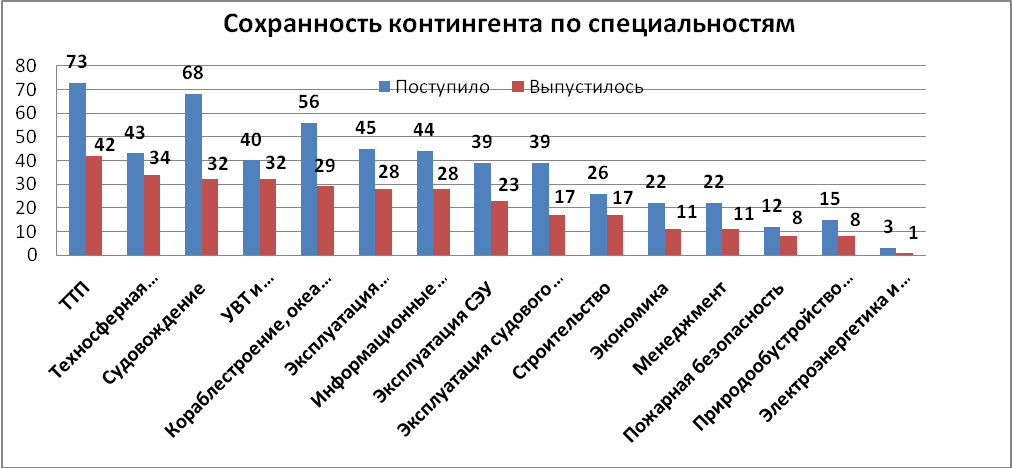 Сохранность контингента по специальностям
80
70
60
50
40
30
20
10
0
Поступило
Выпустилось
73 42
43 34
68 32
40 32
56 29
45 28
44 28
39 23
39 17
26 17
22 11
22 11
12 8
15 8
3 1
ТТП
Техносферная...
Судовождение
УВТ и...
Кораблестроение, океа...
Эксплуатация...
Информационные...
Эксплуатация СЭУ
Эксплуатация судового...
Строительство
Экономика
Менеджмент
Пожарная безопасность
Природообустройство...
Электроэнергетика и...